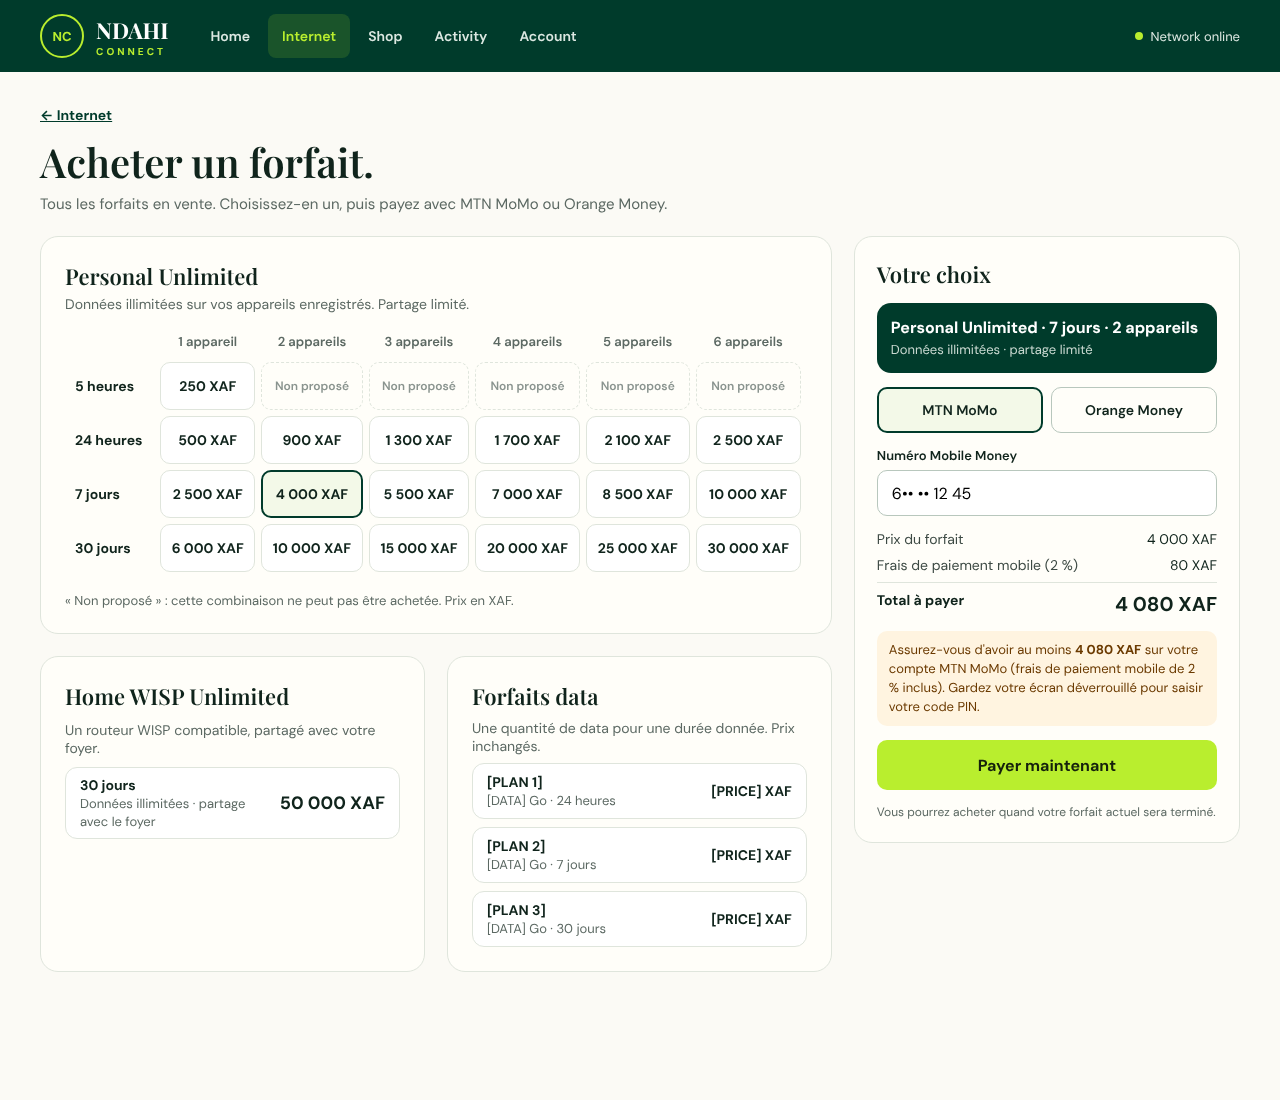 NC
NDAHI
CONNECT
Home
Internet
Shop
Activity
Account
Network online
← Internet
Acheter un forfait.
Tous les forfaits en vente. Choisissez-en un, puis payez avec MTN MoMo ou Orange Money.
Personal Unlimited
Données illimitées sur vos appareils enregistrés. Partage limité.
1 appareil 2 appareils 3 appareils 4 appareils 5 appareils 6 appareils
5 heures 250 XAF Non proposé Non proposé Non proposé Non proposé Non proposé
24 heures 500 XAF 900 XAF 1 300 XAF 1 700 XAF 2 100 XAF 2 500 XAF
7 jours 2 500 XAF 4 000 XAF 5 500 XAF 7 000 XAF 8 500 XAF 10 000 XAF
30 jours 6 000 XAF 10 000 XAF 15 000 XAF 20 000 XAF 25 000 XAF 30 000 XAF
« Non proposé » : cette combinaison ne peut pas être achetée. Prix en XAF.
Home WISP Unlimited
Un routeur WISP compatible, partagé avec votre
foyer.
30 jours
Données illimitées · partage
avec le foyer
50 000 XAF
Forfaits data
Une quantité de data pour une durée donnée. Prix
inchangés.
[PLAN 1]
[DATA] Go · 24 heures
[PRICE] XAF
[PLAN 2]
[DATA] Go · 7 jours
[PRICE] XAF
[PLAN 3]
[DATA] Go · 30 jours
[PRICE] XAF
Votre choix
Personal Unlimited · 7 jours · 2 appareils
Données illimitées · partage limité
MTN MoMo
Orange Money
Numéro Mobile Money
6•• •• 12 45
Prix du forfait 4 000 XAF
Frais de paiement mobile (2 %) 80 XAF
Total à payer 4 080 XAF
Assurez-vous d'avoir au moins 4 080 XAF sur votre
compte MTN MoMo (frais de paiement mobile de 2
% inclus). Gardez votre écran déverrouillé pour saisir
votre code PIN.
Payer maintenant
Vous pourrez acheter quand votre forfait actuel sera terminé.